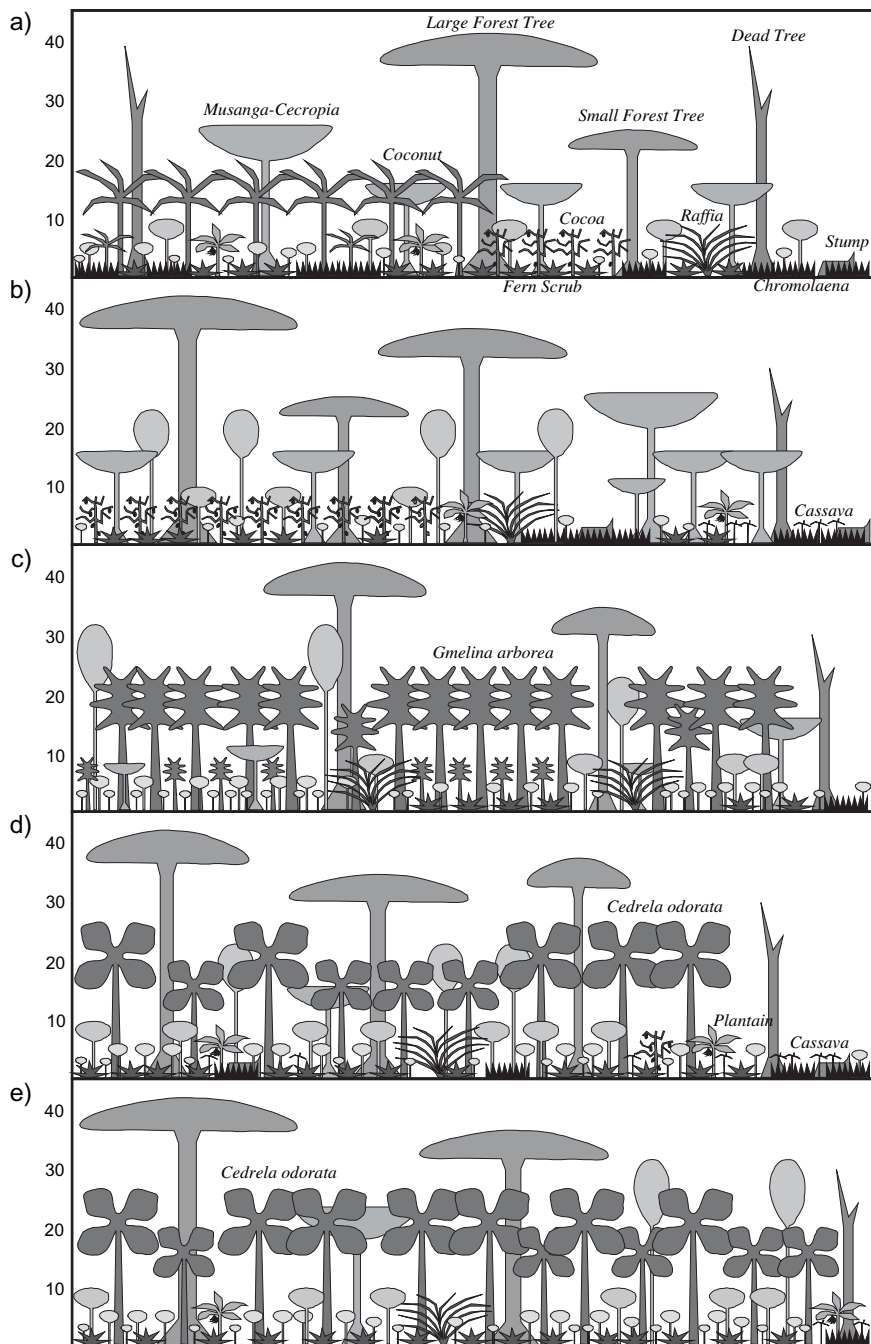 a)
40
30
20
10
Large Forest Tree
Dead Tree
Musanga-Cecropia
Small Forest Tree
Coconut
Cocoa
Raffia
Stump
Fern Scrub
Chromolaena
b)
40
30
20
10
Cassava
c)
40
30
20
10
Gmelina arborea
d)
40
30
20
10
Cedrela odorata
Plantain
Cassava
e)
40
30
20
10
Cedrela odorata